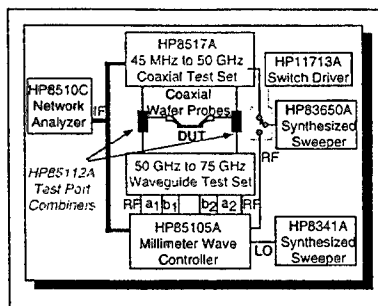 HP8517A
45 MHz to 50 GHz
Coaxial Test Set
HP11713A
Switch Driver
HP8510C
Network
Analyzer
IF
Coaxial
Wafer Probes
DUT
HP83650A
Synthesized
Sweeper
RF
HP85112A
Test Port
Combiners
50 GHz to 75 GHz
Waveguide Test Set
RF a1 b1 b2 a2 RF
HP85105A
Millimeter Wave
Controller
LO
HP8341A
Synthesized
Sweeper